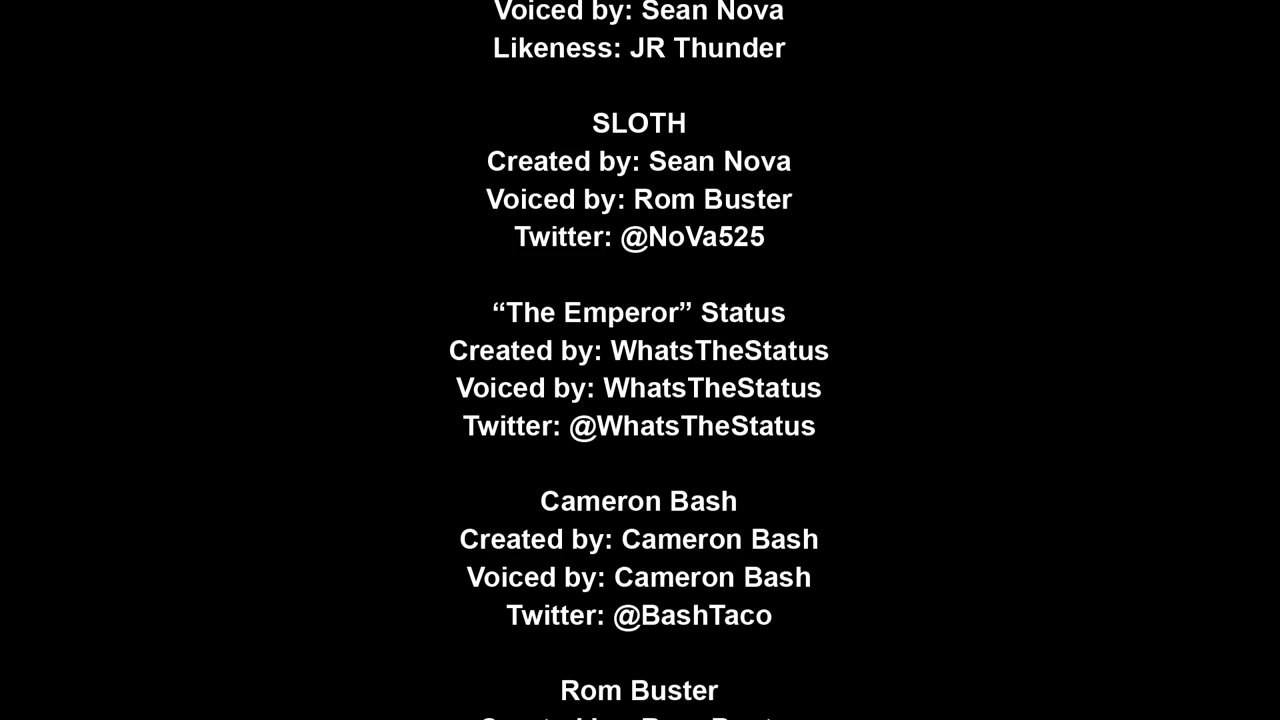 Voiced by: Sean Nova
Likeness: JR Thunder
SLOTH
Created by: Sean Nova
Voiced by: Rom Buster
Twitter: @NoVa525
“The Emperor” Status
Created by: WhatsTheStatus
Voiced by: WhatsTheStatus
Twitter: @WhatsTheStatus
Cameron Bash
Created by: Cameron Bash
Voiced by: Cameron Bash
Twitter: @BashTaco
Rom Buster